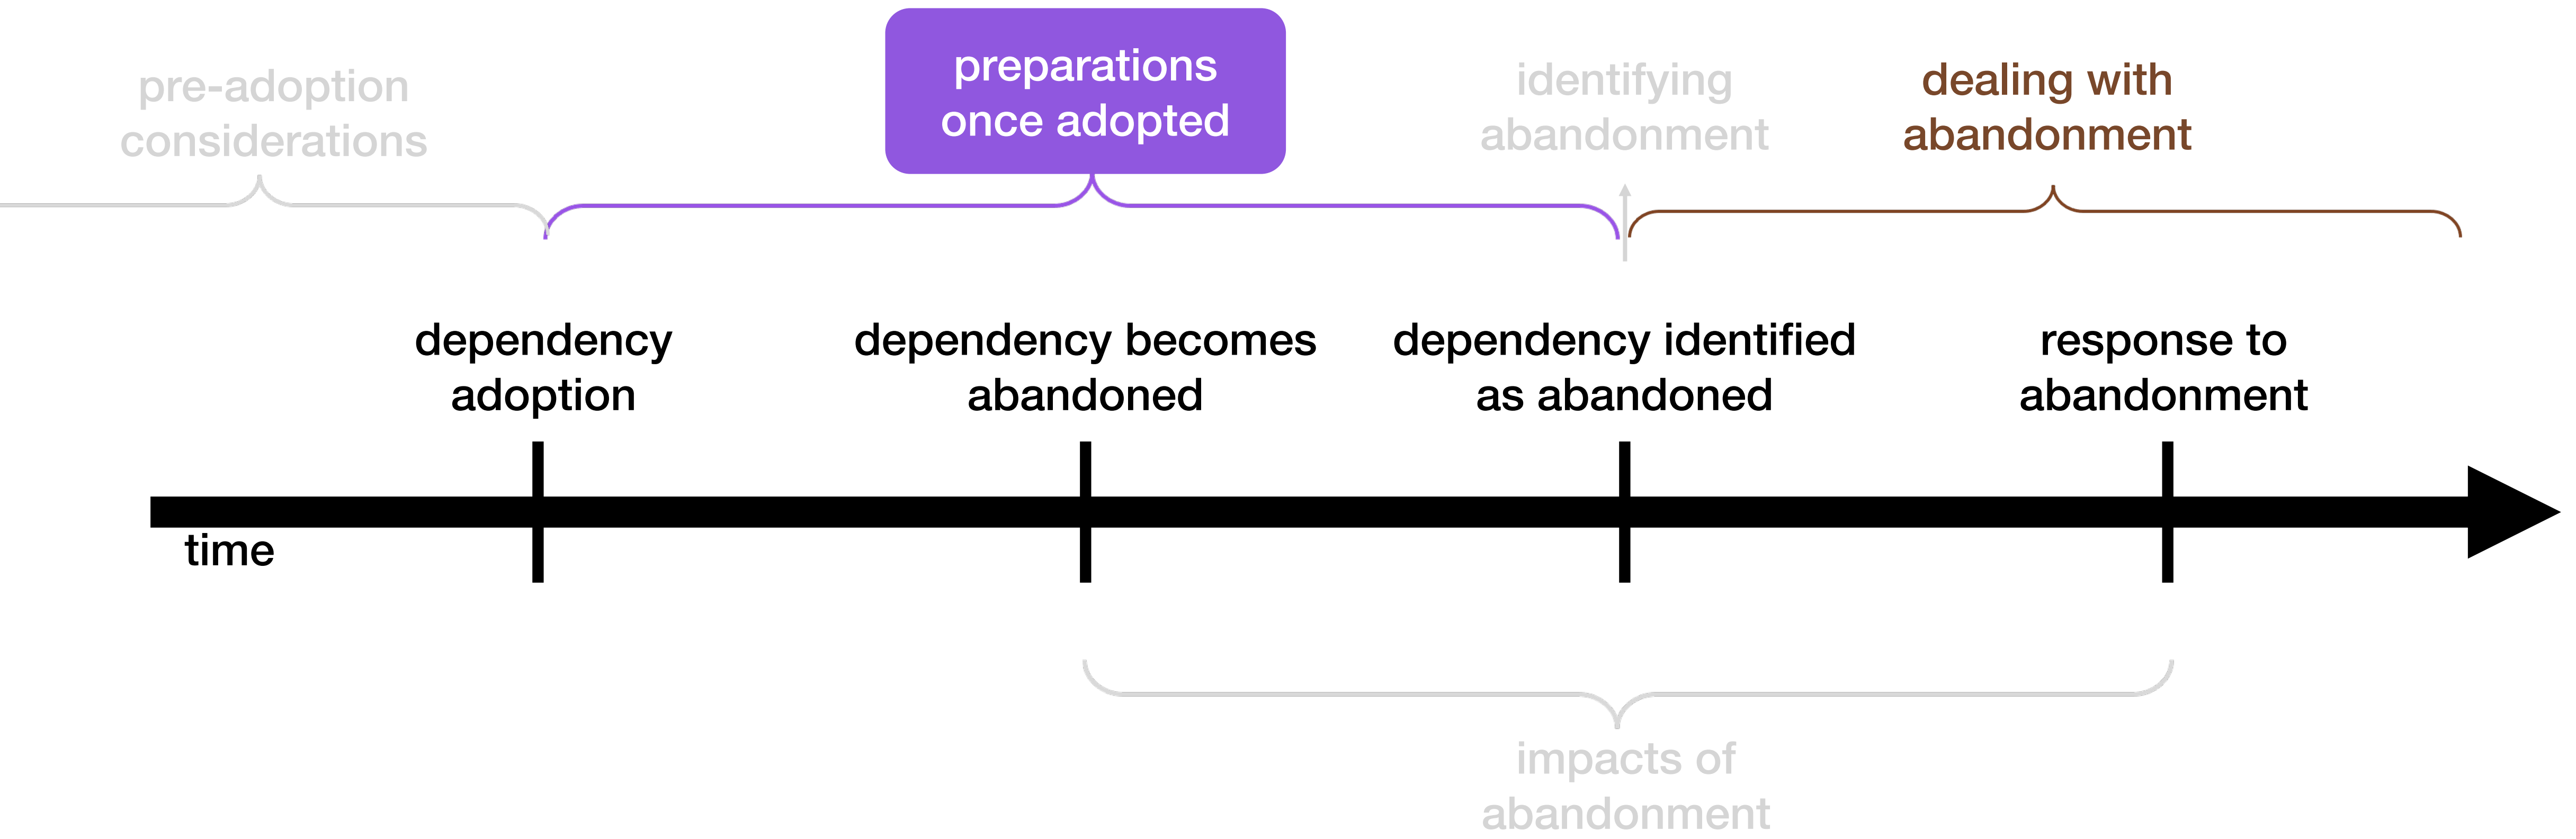 pre-adoption
considerations
preparations
once adopted
identifying
abandonment
dealing with
abandonment
dependency
adoption
dependency becomes
abandoned
dependency identified
as abandoned
response to
abandonment
time
impacts of
abandonment